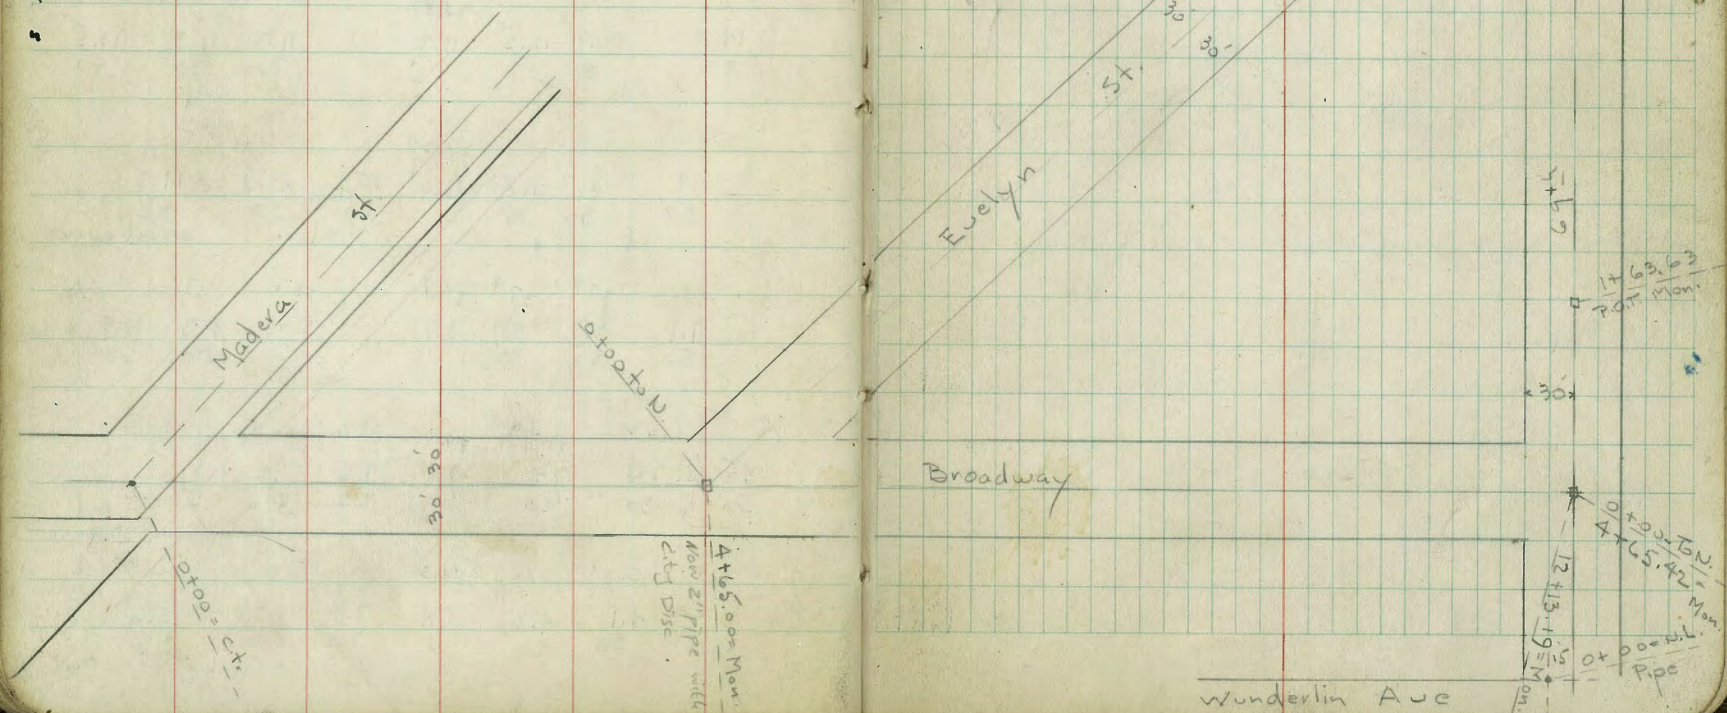 St.
Madera
0+00 to N
30' 30'
0+00 = C.t.
4+65.00 = Mon.
Now 2" pipe with
City Disc
30'
30'
St.
Evelyn
Broadway
Wunderlin Ave
1+63.63
P.O.T. Mon.
30'
0+00. To N.
4+65.42
Mon.
12+13.19 = Mon.
15
0+00 = N.L.
Pipe